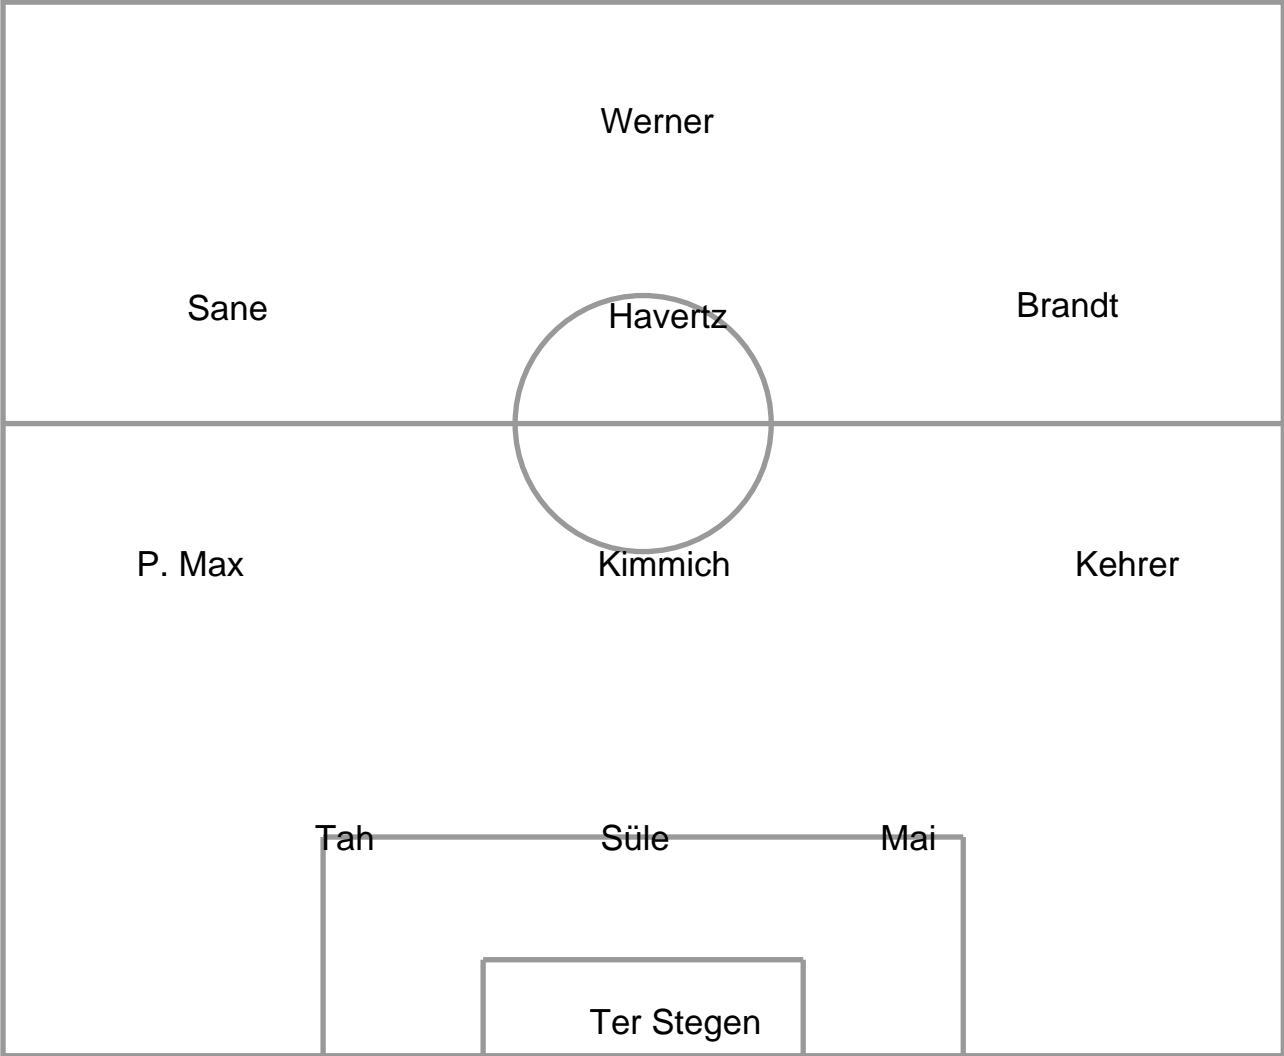 Werner
Sane Havertz Brandt
P. Max Kimmich Kehrer
Tah Süle Mai
Ter Stegen